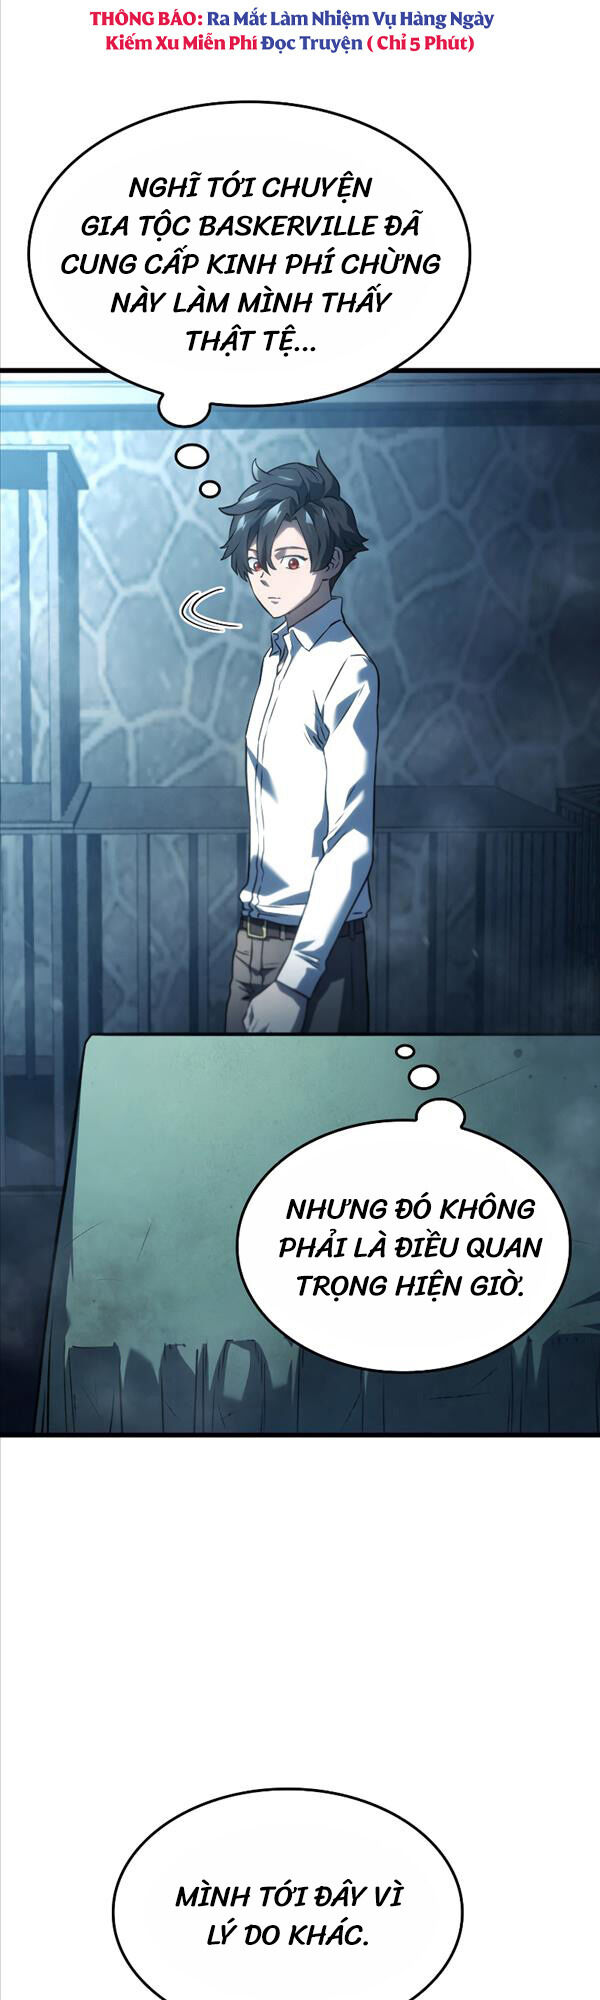 THÔNG BÁO: Ra Mắt Làm Nhiệm Vụ Hàng Ngày
Kiếm Xu Miễn Phí Đọc Truyện ( Chỉ 5 Phút)
NGHĨ TỚI CHUYỆN
GIA TỘC BASKERVILLE ĐÃ
CUNG CẤP KINH PHÍ CHỪNG
NÀY LÀM MÌNH THẤY
THẬT TỆ...
NHƯNG ĐÓ KHÔNG
PHẢI LÀ ĐIỀU QUAN
TRỌNG HIỆN GIỜ.
MÌNH TỚI ĐÂY VÌ
LÝ DO KHÁC.